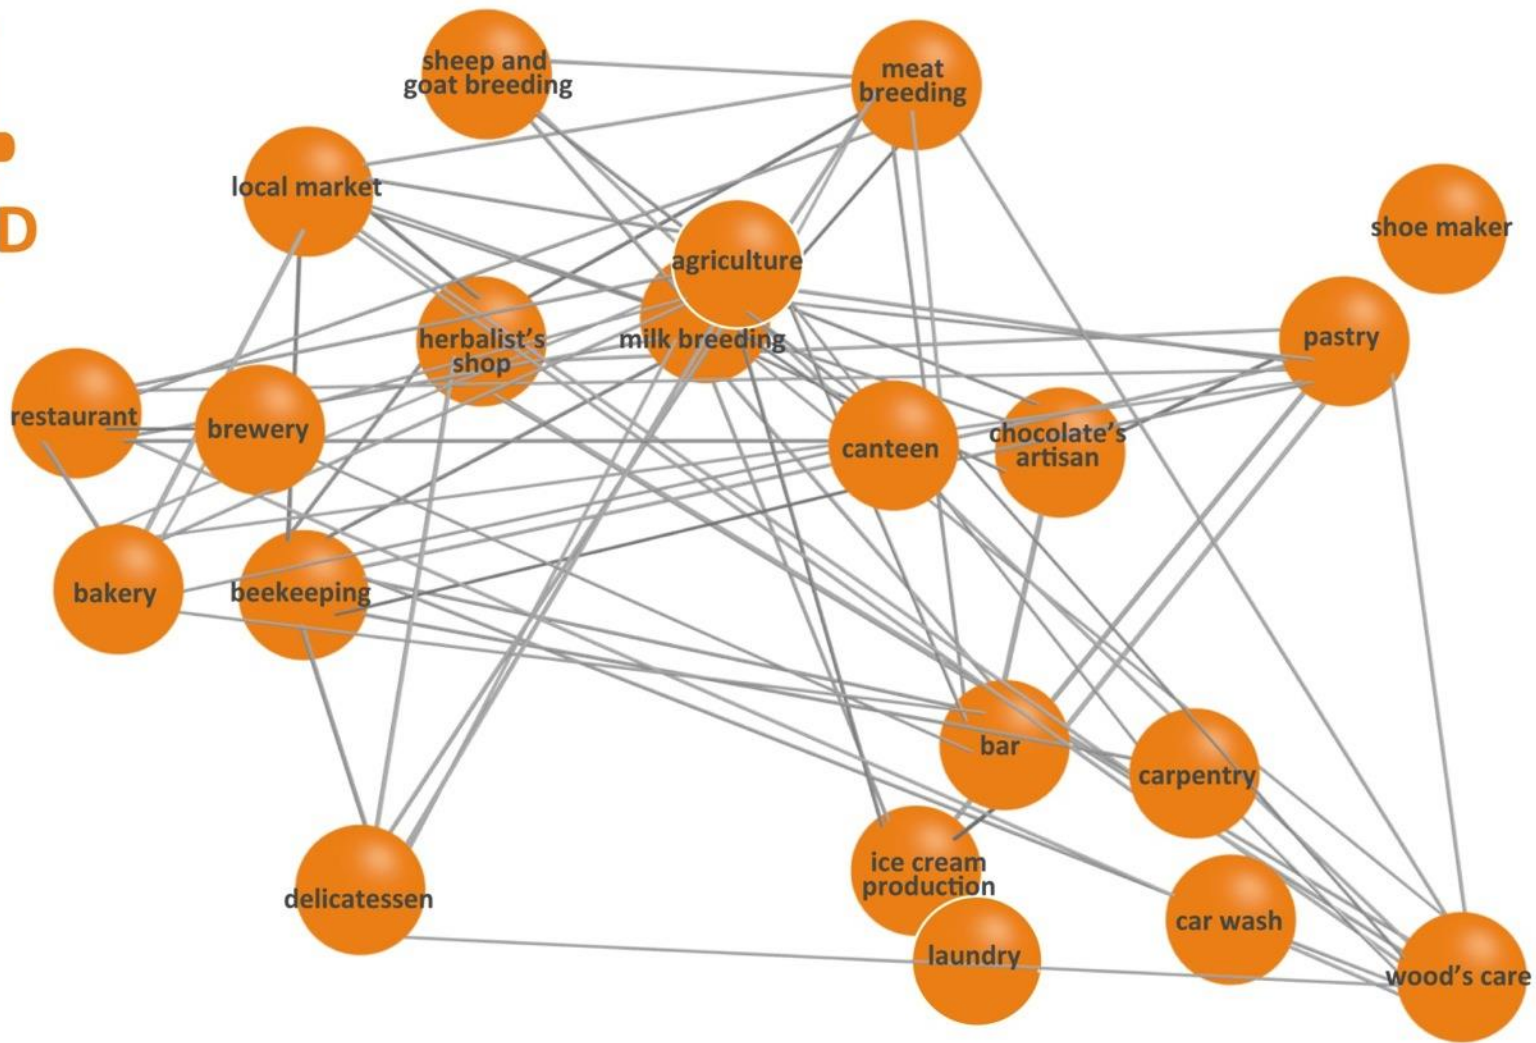 sheep and
goat breeding
meat
breeding
local market
shoe maker
D
agriculture
herbalist's
shop
milk breeding
pastry
restaurant
brewery
canteen
chocolate's
artisan
bakery
beekeeping
bar
carpentry
ice cream
production
delicatessen
car wash
laundry
wood's care